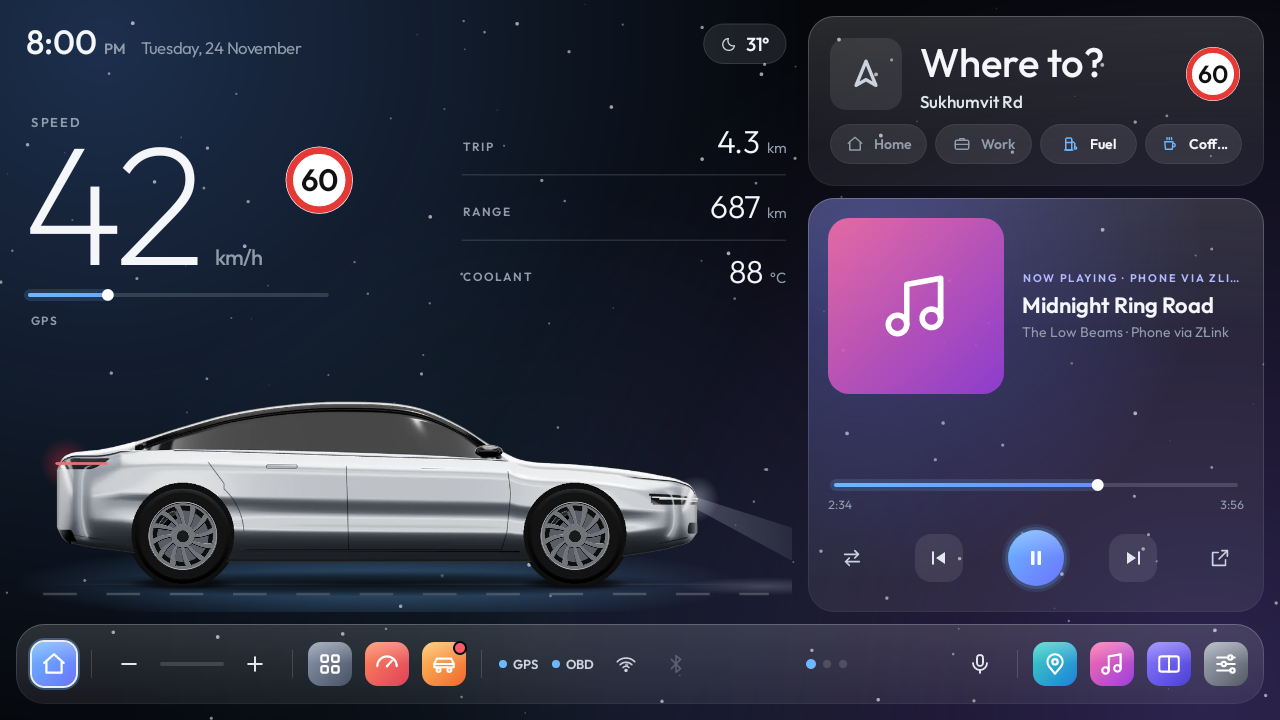 8:00 PM Tuesday, 24 November
31°
SPEED
42 km/h
60
GPS
TRIP 4.3 km
RANGE 687 km
COOLANT 88 °C
Where to?
Sukhumvit Rd
60
Home Work Fuel Coff...
NOW PLAYING · PHONE VIA ZLI...
Midnight Ring Road
The Low Beams · Phone via ZLink
2:34 3:56
GPS OBD